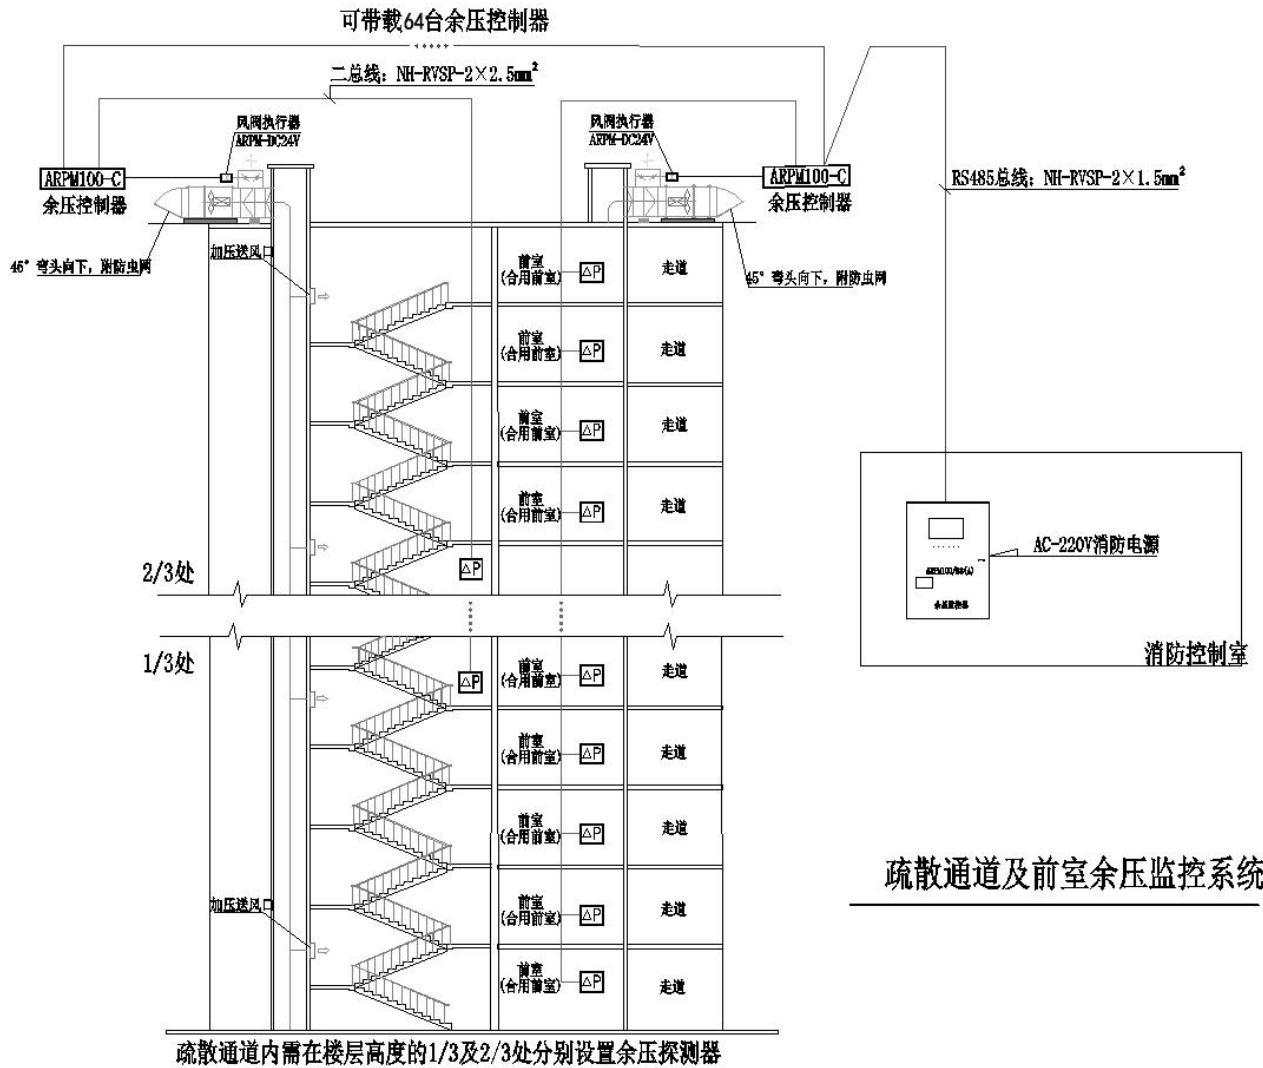 可带载64台余压控制器
二总线：NH-RVSP-2×2.5mm²
风阀执行器
ARPM-DC24V
风阀执行器
ARPM-DC24V
ARPM100-C
余压控制器
ARPM100-C
余压控制器
RS485总线：NH-RVSP-2×1.5mm²
45°弯头向下，附防虫网
加压送风口
45°弯头向下，附防虫网
前室
(合用前室)
△P
走道
前室
(合用前室)
△P
走道
前室
(合用前室)
△P
走道
前室
(合用前室)
△P
走道
2/3处
△P
AC-220V消防电源
余压监控器
消防控制室
1/3处
△P
前室
(合用前室)
△P
走道
前室
(合用前室)
△P
走道
前室
(合用前室)
△P
走道
加压送风口
前室
(合用前室)
△P
走道
前室
(合用前室)
△P
走道
疏散通道及前室余压监控系统
疏散通道内需在楼层高度的1/3及2/3处分别设置余压探测器